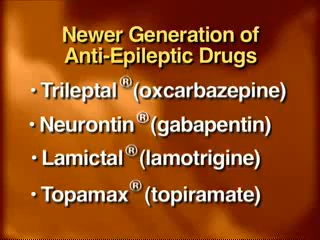 Newer Generation of
Anti-Epileptic Drugs
• Trileptal® (oxcarbazepine)
• Neurontin® (gabapentin)
• Lamictal® (lamotrigine)
• Topamax® (topiramate)